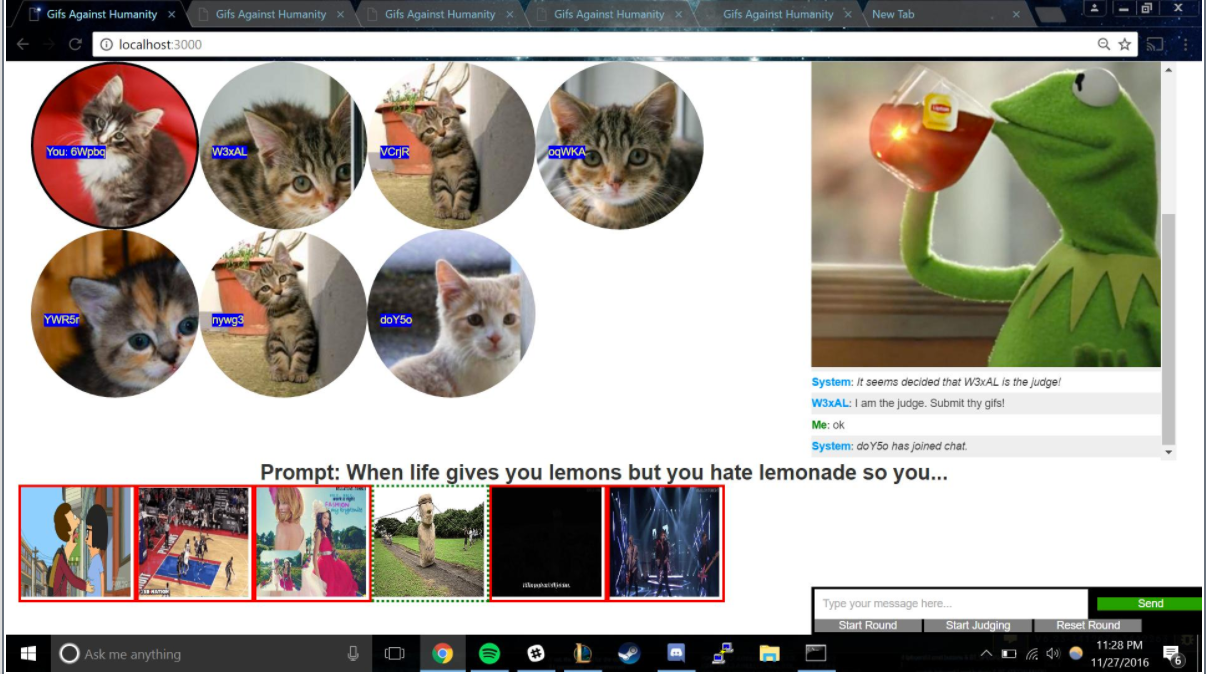 Gifs Against Humanity
Gifs Against Humanity
Gifs Against Humanity
Gifs Against Humanity
Gifs Against Humanity
New Tab
localhost:3000
You: 6Wpbq
W3xAL
VCrjR
oqWKA
YWR5r
nywg3
doY5o
Lipton
System: It seems decided that W3xAL is the judge!
W3xAL: I am the judge. Submit thy gifs!
Me: ok
System: doY5o has joined chat.
Prompt: When life gives you lemons but you hate lemonade so you...
Type your message here...
Send
Start Round
Start Judging
Reset Round
Ask me anything
11:28 PM
11/27/2016
6